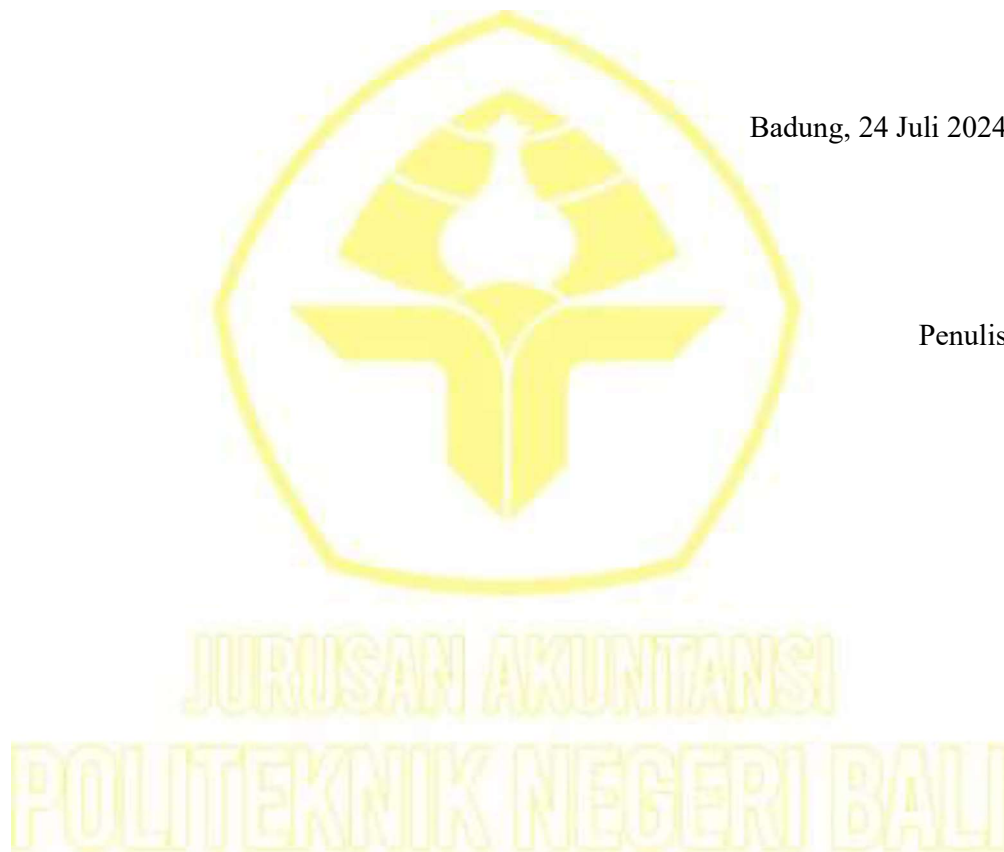 Badung, 24 Juli 2024
Penulis
JURUSAN AKUNTANSI
POLITEKNIK NEGERI BALI